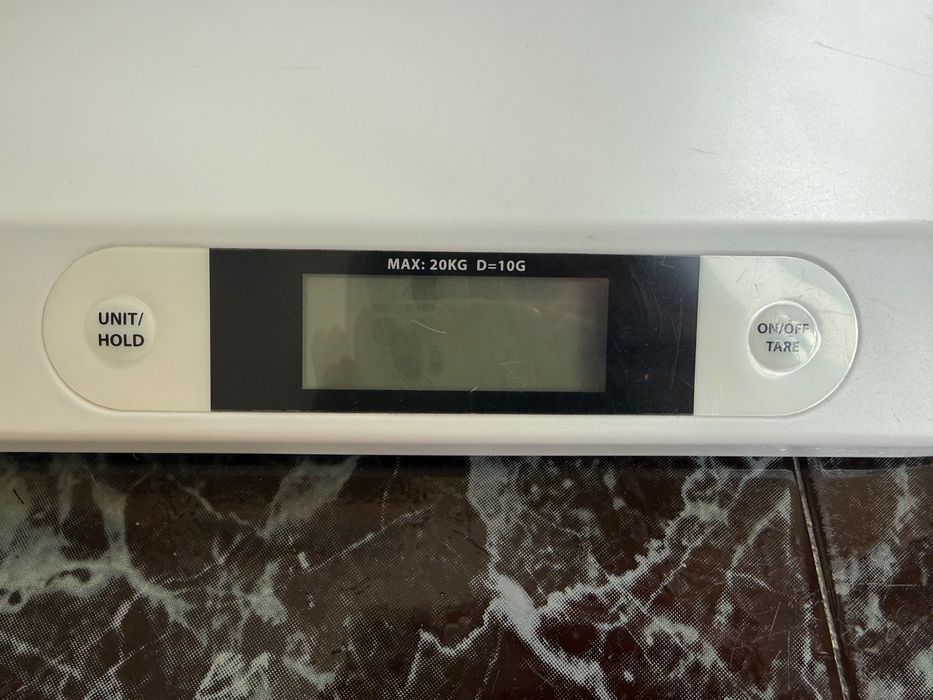 MAX: 20KG D=10G
UNIT/
HOLD
ON/OFF
TARE